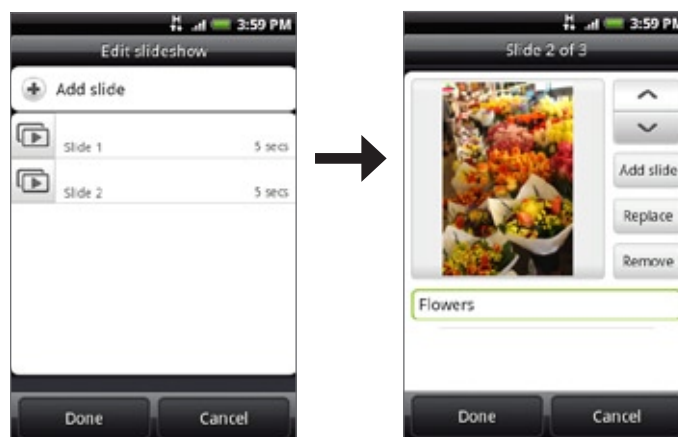 3:59 PM
Edit slideshow
Add slide
Slide 1 5 secs
Slide 2 5 secs
Done Cancel
3:59 PM
Slide 2 of 3
Add slide
Replace
Remove
Flowers
Done Cancel